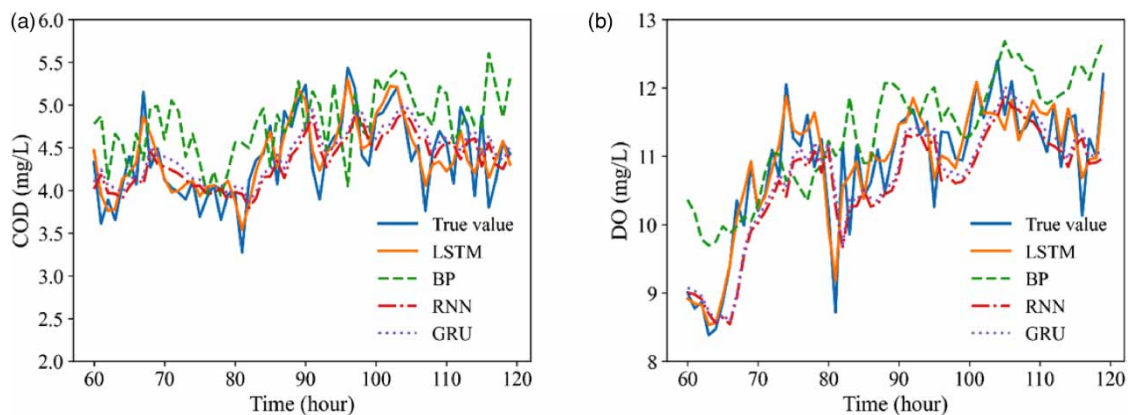 (a)
6.0
5.5
5.0
4.5
4.0
3.5
3.0
2.5
2.0
COD (mg/L)
60
70
80
90
100
110
120
Time (hour)
True value
LSTM
BP
RNN
GRU
(b)
13
12
11
10
9
8
DO (mg/L)
60
70
80
90
100
110
120
Time (hour)
True value
LSTM
BP
RNN
GRU